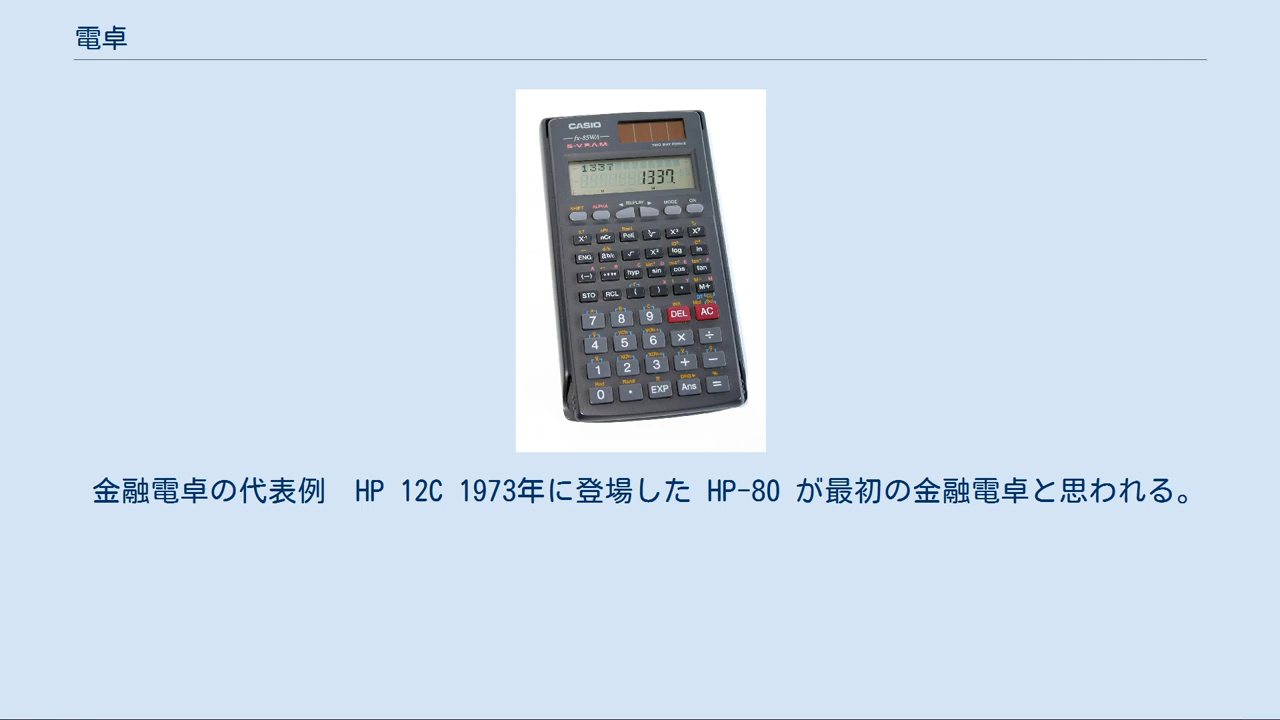 電卓
CASIO
fx-85WA
S-V.P.A.M.
TWO WAY POWER
1337
1337.
SHIFT ALPHA REPLAY MODE ON
nCr Pol(
ENG log ln
hyp sin cos tan
STO RCL ( ) M+
7 8 9 DEL AC
4 5 6 × ÷
1 2 3 + −
0 · EXP Ans =
金融電卓の代表例　HP 12C 1973年に登場した HP-80 が最初の金融電卓と思われる。